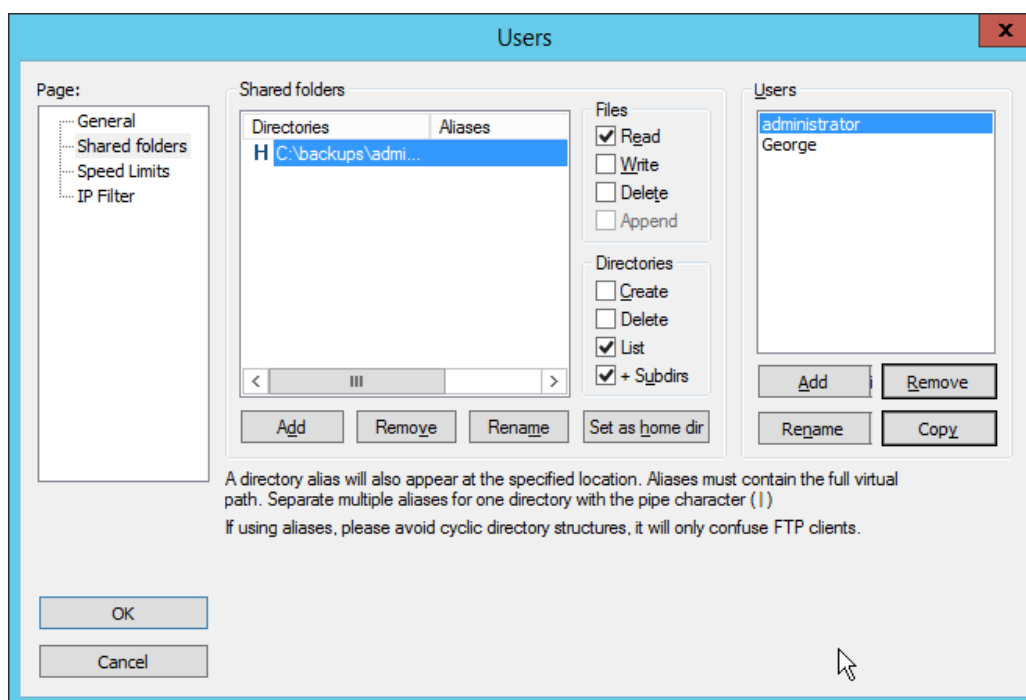 Users
x
Page:
General
Shared folders
Speed Limits
IP Filter
Shared folders
Directories Aliases
H C:\backups\admi...
Files
Read
Write
Delete
Append
Directories
Create
Delete
List
+ Subdirs
Add Remove Rename Set as home dir
Users
administrator
George
Add Remove
Rename Copy
A directory alias will also appear at the specified location. Aliases must contain the full virtual
path. Separate multiple aliases for one directory with the pipe character (|)
If using aliases, please avoid cyclic directory structures, it will only confuse FTP clients.
OK
Cancel